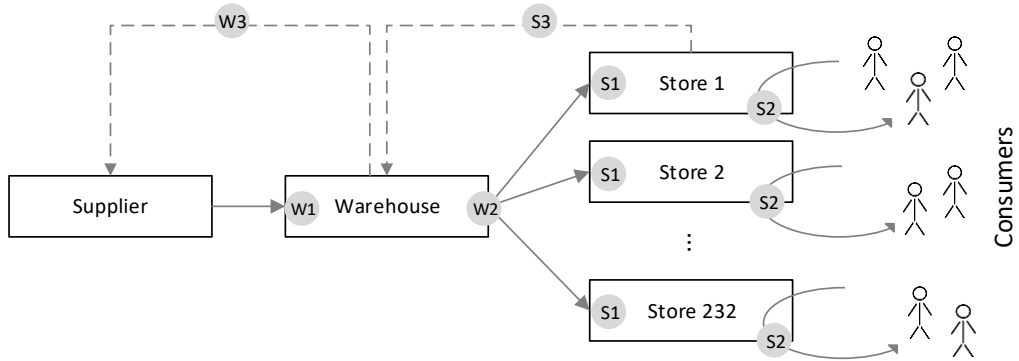 W3
S3
S1
Store 1
S2
S1
Store 2
S2
Supplier
W1
Warehouse
W2
Consumers
⋮
S1
Store 232
S2